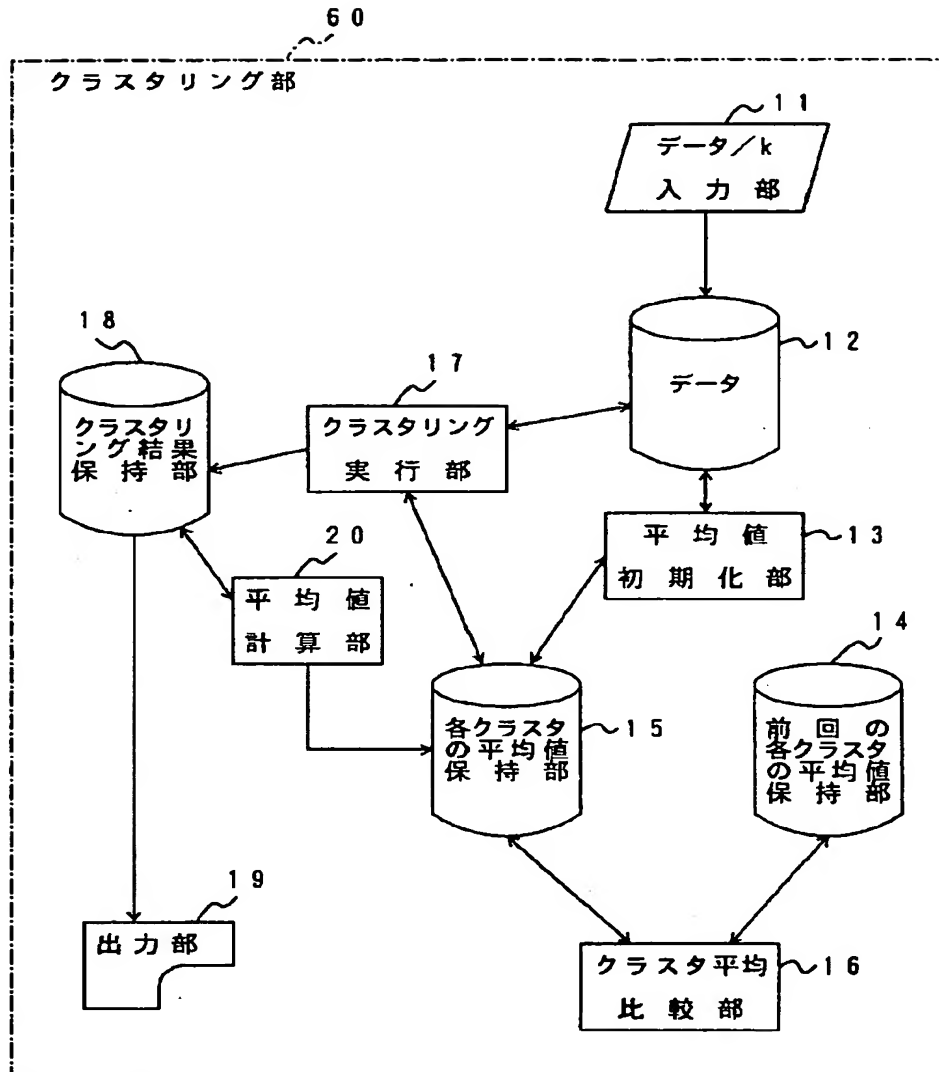 60
クラスタリング部
11
データ/k
入力部
12
データ
18
クラスタリ
ング結果
保持部
17
クラスタリング
実行部
13
平均値
初期化部
20
平均値
計算部
15
各クラスタ
の平均値
保持部
14
前回の
各クラスタ
の平均値
保持部
19
出力部
16
クラスタ平均
比較部